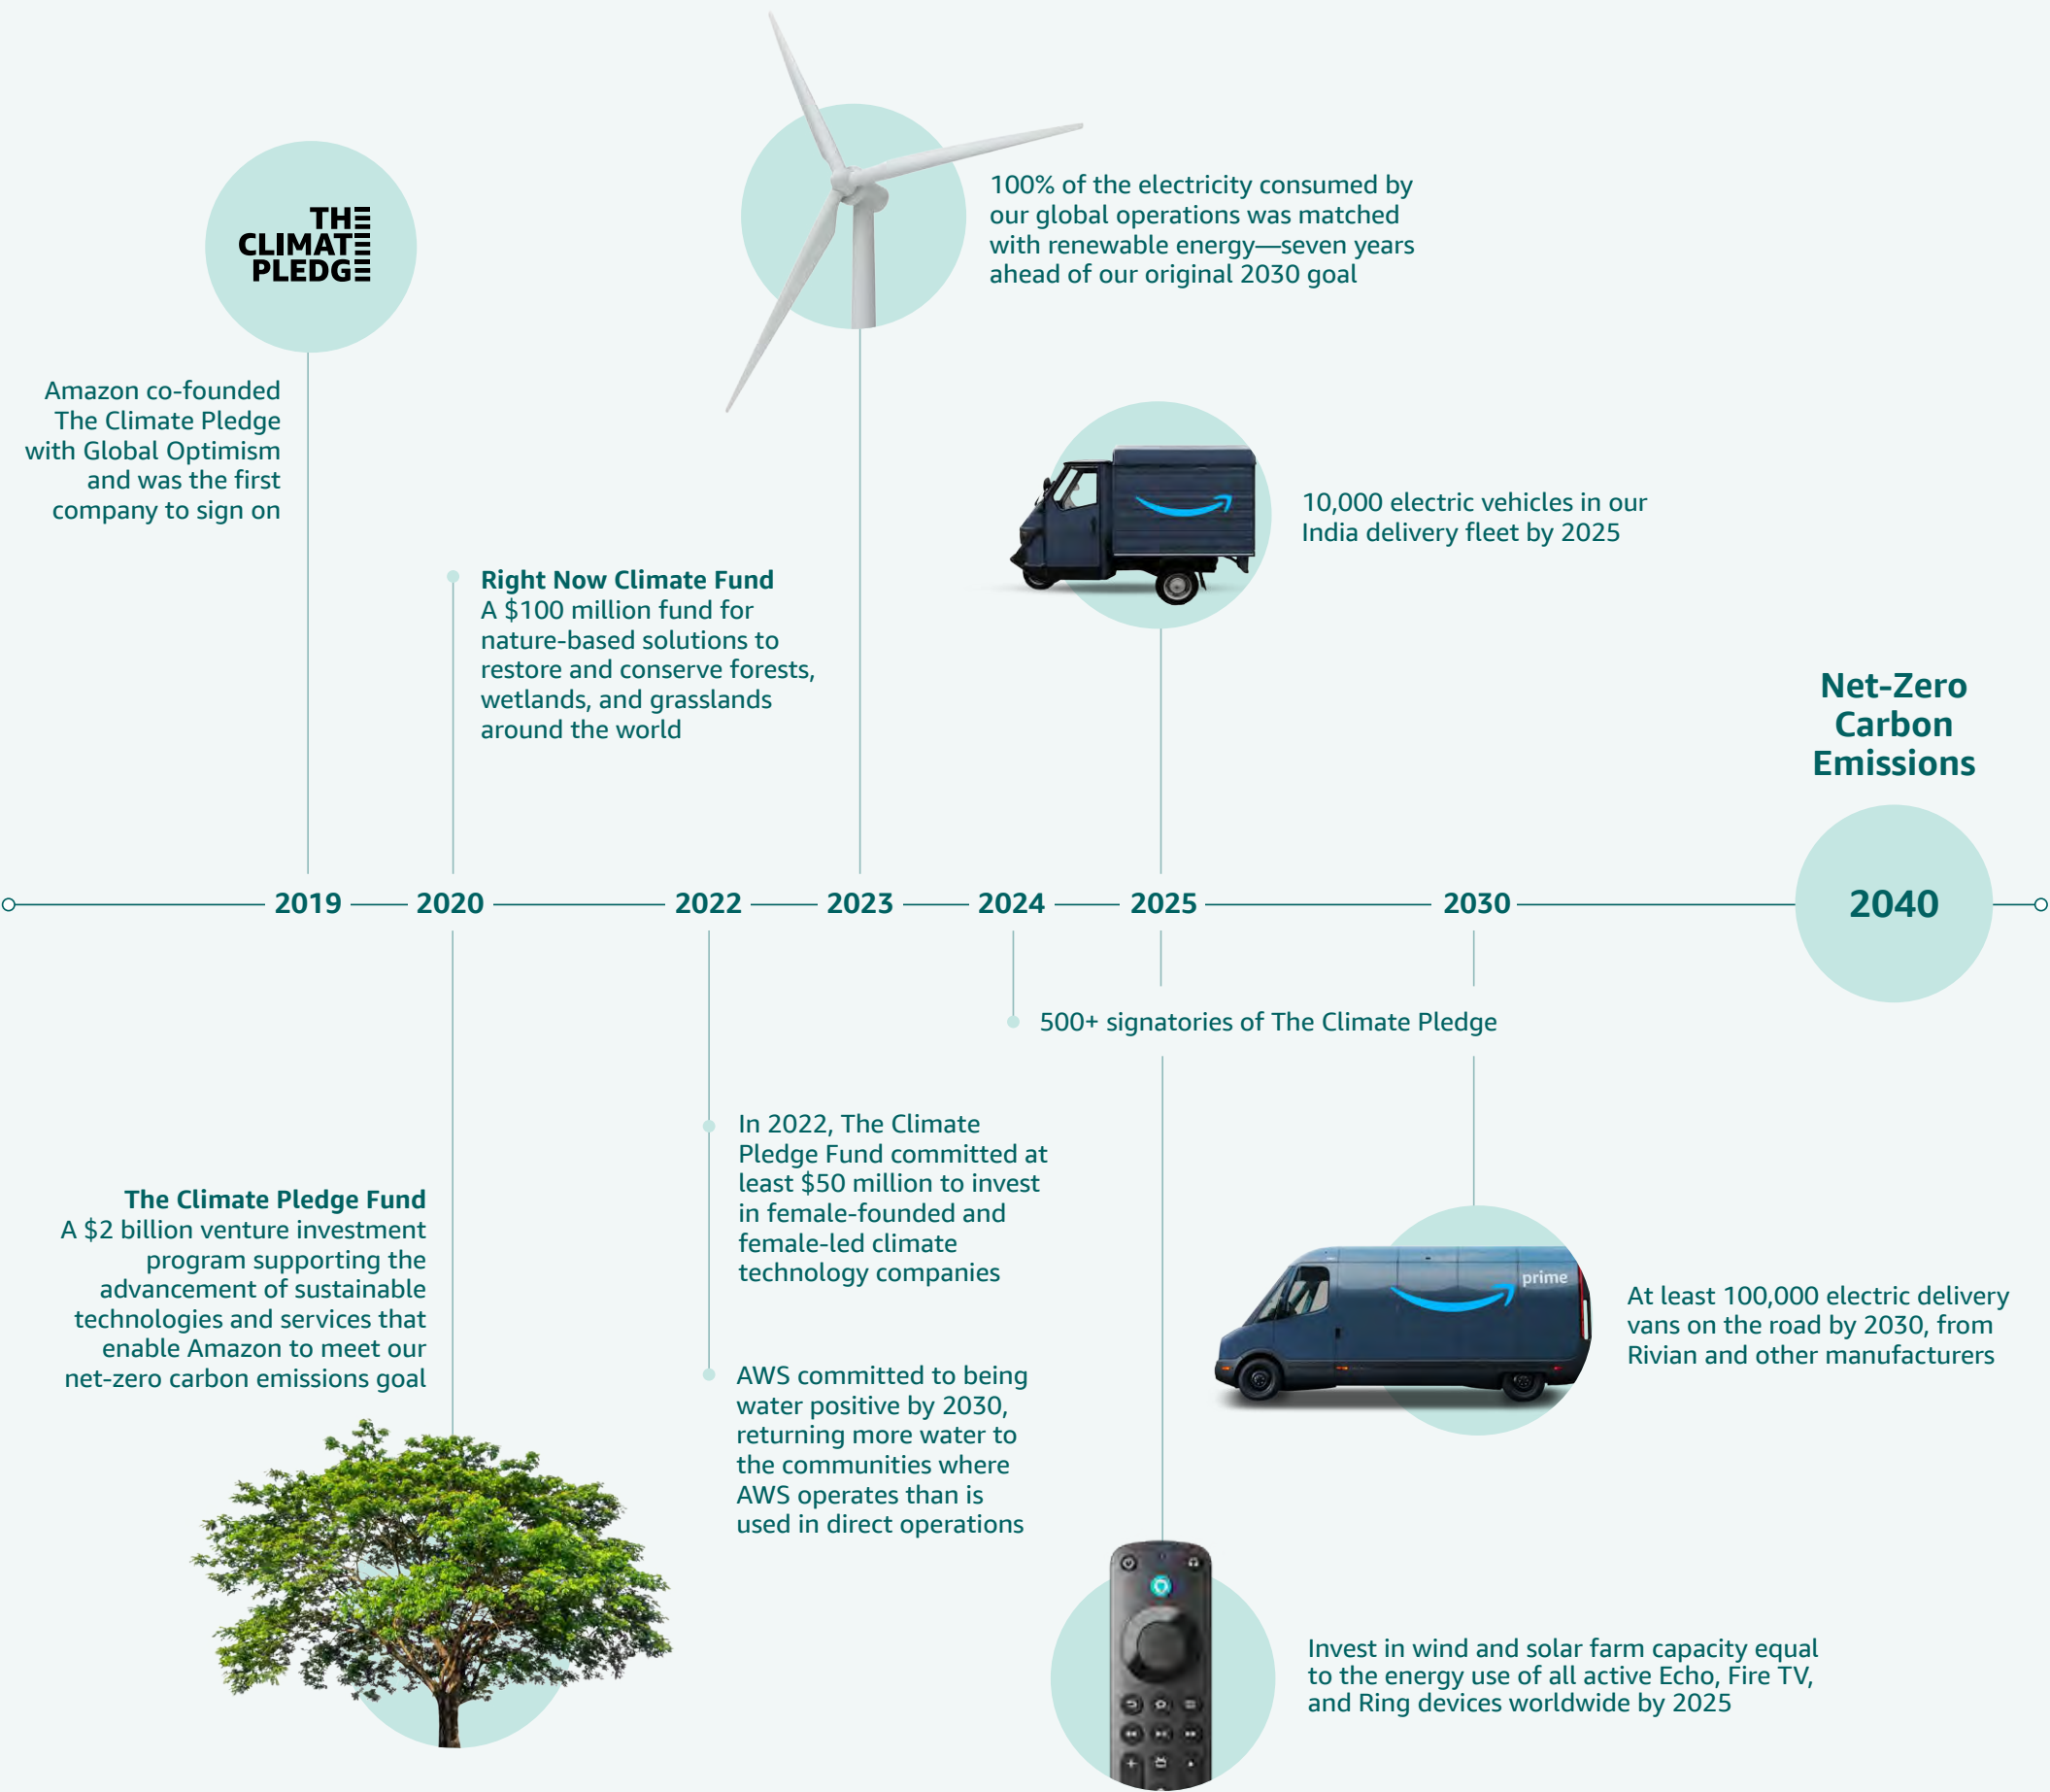 THE
CLIMATE
PLEDGE
Amazon co-founded
The Climate Pledge
with Global Optimism
and was the first
company to sign on
Right Now Climate Fund
A $100 million fund for
nature-based solutions to
restore and conserve forests,
wetlands, and grasslands
around the world
100% of the electricity consumed by
our global operations was matched
with renewable energy—seven years
ahead of our original 2030 goal
10,000 electric vehicles in our
India delivery fleet by 2025
Net-Zero
Carbon
Emissions
2019 2020 2022 2023 2024 2025 2030 2040
500+ signatories of The Climate Pledge
The Climate Pledge Fund
A $2 billion venture investment
program supporting the
advancement of sustainable
technologies and services that
enable Amazon to meet our
net-zero carbon emissions goal
In 2022, The Climate
Pledge Fund committed at
least $50 million to invest
in female-founded and
female-led climate
technology companies
AWS committed to being
water positive by 2030,
returning more water to
the communities where
AWS operates than is
used in direct operations
prime
At least 100,000 electric delivery
vans on the road by 2030, from
Rivian and other manufacturers
Invest in wind and solar farm capacity equal
to the energy use of all active Echo, Fire TV,
and Ring devices worldwide by 2025